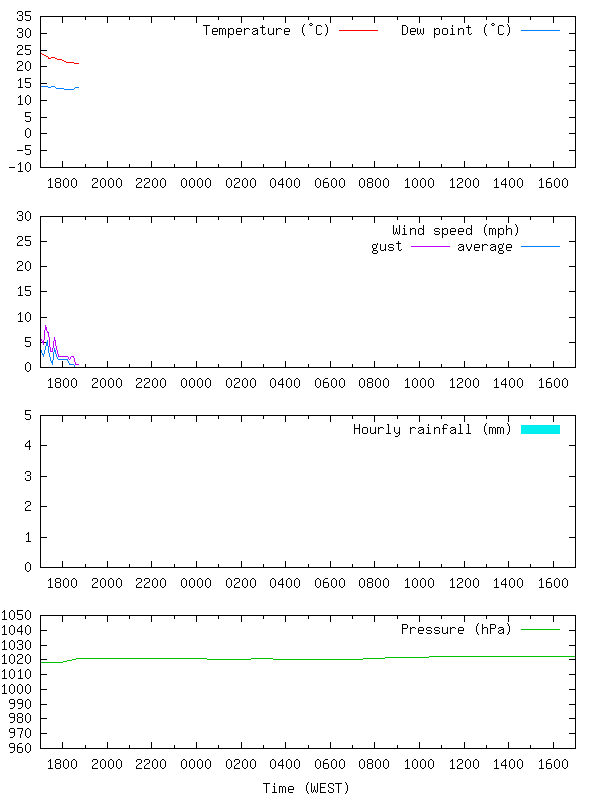 35
30
25
20
15
10
5
0
-5
-10
Temperature (°C)
Dew point (°C)
1800 2000 2200 0000 0200 0400 0600 0800 1000 1200 1400 1600
30
25
20
15
10
5
0
Wind speed (mph)
gust
average
1800 2000 2200 0000 0200 0400 0600 0800 1000 1200 1400 1600
5
4
3
2
1
0
Hourly rainfall (mm)
1800 2000 2200 0000 0200 0400 0600 0800 1000 1200 1400 1600
1050
1040
1030
1020
1010
1000
990
980
970
960
Pressure (hPa)
1800 2000 2200 0000 0200 0400 0600 0800 1000 1200 1400 1600
Time (WEST)